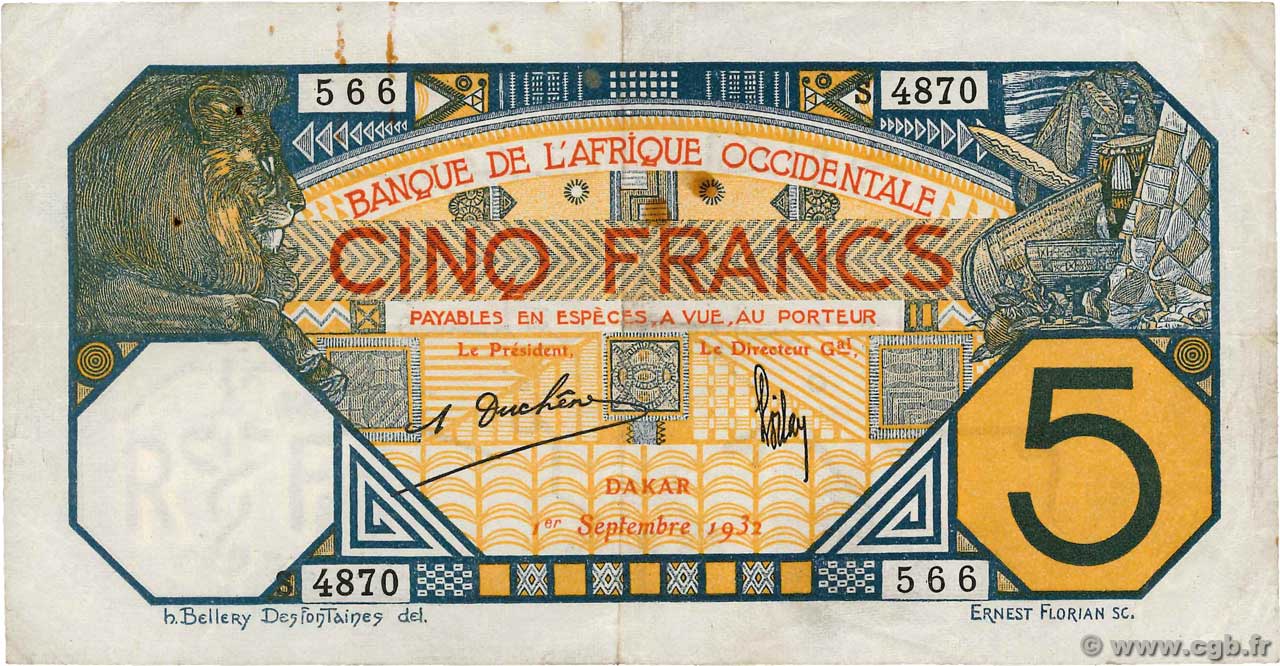 566
S 4870
BANQUE DE L'AFRIQUE OCCIDENTALE
CINQ FRANCS
PAYABLES EN ESPÈCES, A VUE, AU PORTEUR
Le Président,
Le Directeur Gal,
A Duchêne
DAKAR
1er Septembre 1932
5
S 4870
566
h. Bellery Desfontaines del.
ERNEST FLORIAN SC.
© www.cgb.fr